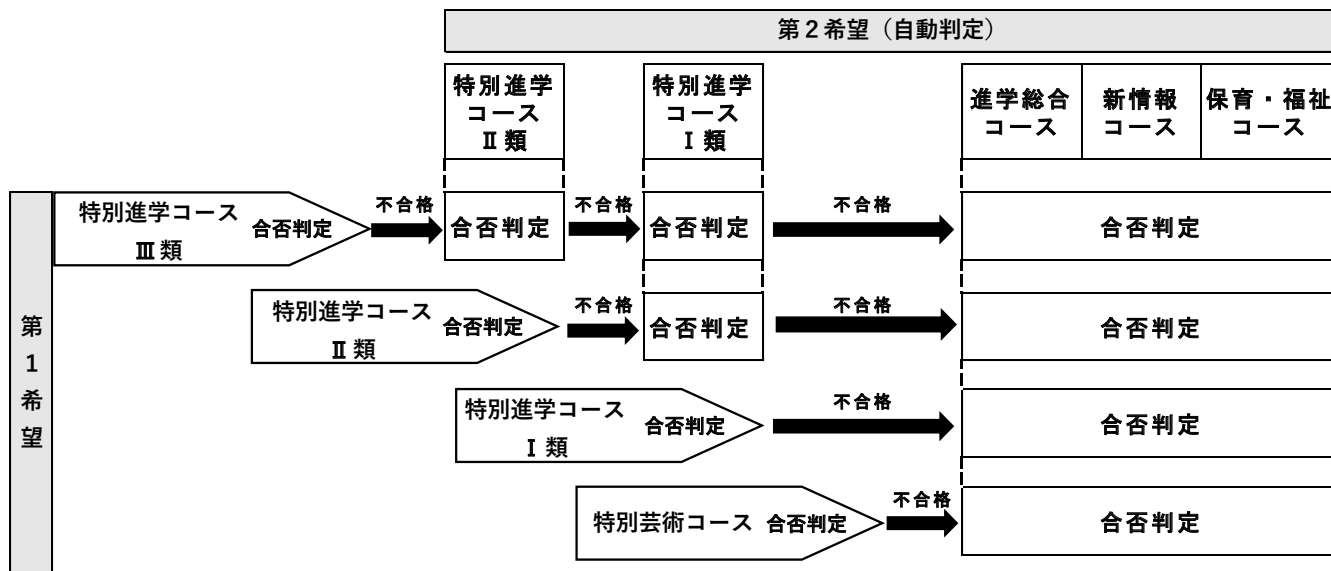 第２希望（自動判定）
特別進学
コース
Ⅱ類
特別進学
コース
Ⅰ類
進学総合
コース
新情報
コース
保育・福祉
コース
第１希望
特別進学コース
Ⅲ類
合否判定
不合格
合否判定
不合格
合否判定
不合格
合否判定
特別進学コース
Ⅱ類
合否判定
不合格
合否判定
不合格
合否判定
特別進学コース
Ⅰ類
合否判定
不合格
合否判定
特別芸術コース
合否判定
不合格
合否判定